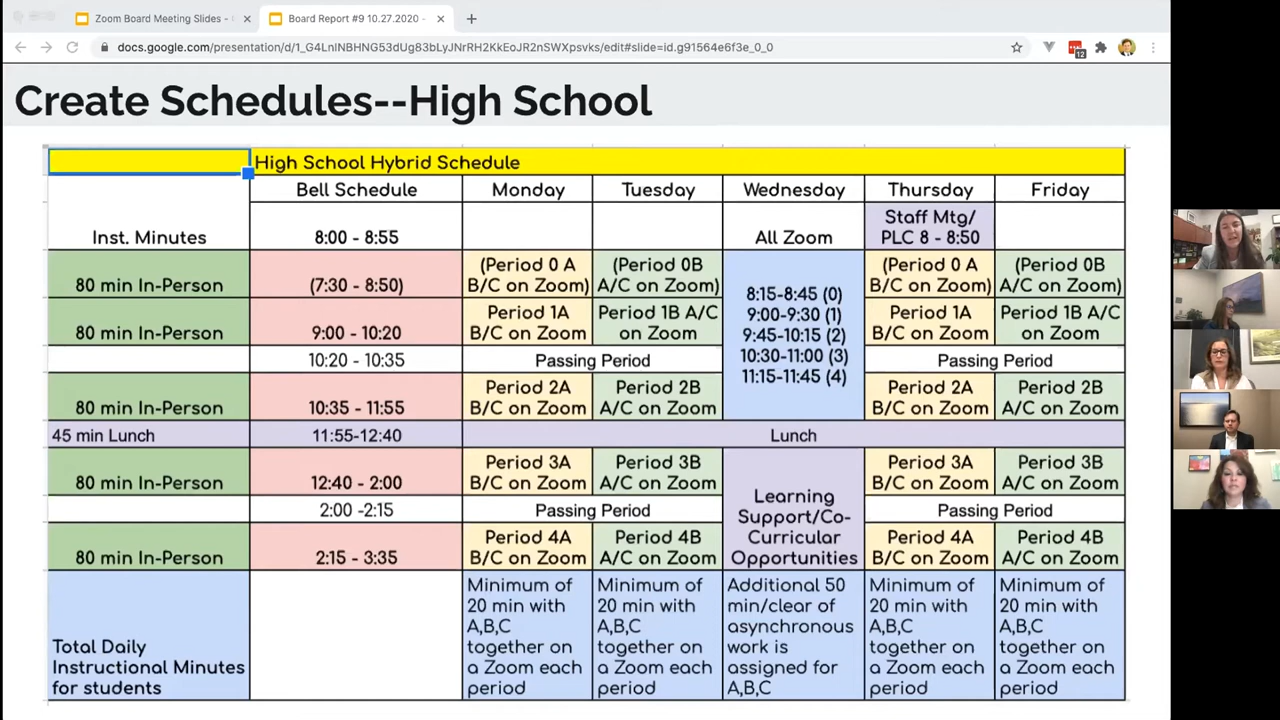 Zoom Board Meeting Slides -
Board Report #9 10.27.2020 -
docs.google.com/presentation/d/1_G4LnINBHNG53dUg83bLyJNrRH2KkEoJR2nSWXpsvks/edit#slide=id.g91564e6f3e_0_0
12
Create Schedules--High School
High School Hybrid Schedule
Bell Schedule Monday Tuesday Wednesday Thursday Friday
Inst. Minutes 8:00 - 8:55 All Zoom Staff Mtg/
PLC 8 - 8:50
80 min In-Person (7:30 - 8:50) (Period 0 A
B/C on Zoom) (Period 0B
A/C on Zoom) (Period 0 A
B/C on Zoom) (Period 0B
A/C on Zoom)
8:15-8:45 (0)
9:00-9:30 (1)
9:45-10:15 (2)
10:30-11:00 (3)
11:15-11:45 (4)
80 min In-Person 9:00 - 10:20 Period 1A
B/C on Zoom Period 1B A/C
on Zoom Period 1A
B/C on Zoom Period 1B A/C
on Zoom
10:20 - 10:35 Passing Period Passing Period
80 min In-Person 10:35 - 11:55 Period 2A
B/C on Zoom Period 2B
A/C on Zoom Period 2A
B/C on Zoom Period 2B
A/C on Zoom
45 min Lunch 11:55-12:40 Lunch
80 min In-Person 12:40 - 2:00 Period 3A
B/C on Zoom Period 3B
A/C on Zoom Period 3A
B/C on Zoom Period 3B
A/C on Zoom
Learning
Support/Co-
Curricular
Opportunities
2:00 -2:15 Passing Period Passing Period
80 min In-Person 2:15 - 3:35 Period 4A
B/C on Zoom Period 4B
A/C on Zoom Period 4A
B/C on Zoom Period 4B
A/C on Zoom
Total Daily
Instructional Minutes
for students
Minimum of
20 min with
A,B,C
together on
a Zoom each
period
Minimum of
20 min with
A,B,C
together on
a Zoom each
period
Additional 50
min/clear of
asynchronous
work is
assigned for
A,B,C
Minimum of
20 min with
A,B,C
together on
a Zoom each
period
Minimum of
20 min with
A,B,C
together on
a Zoom each
period